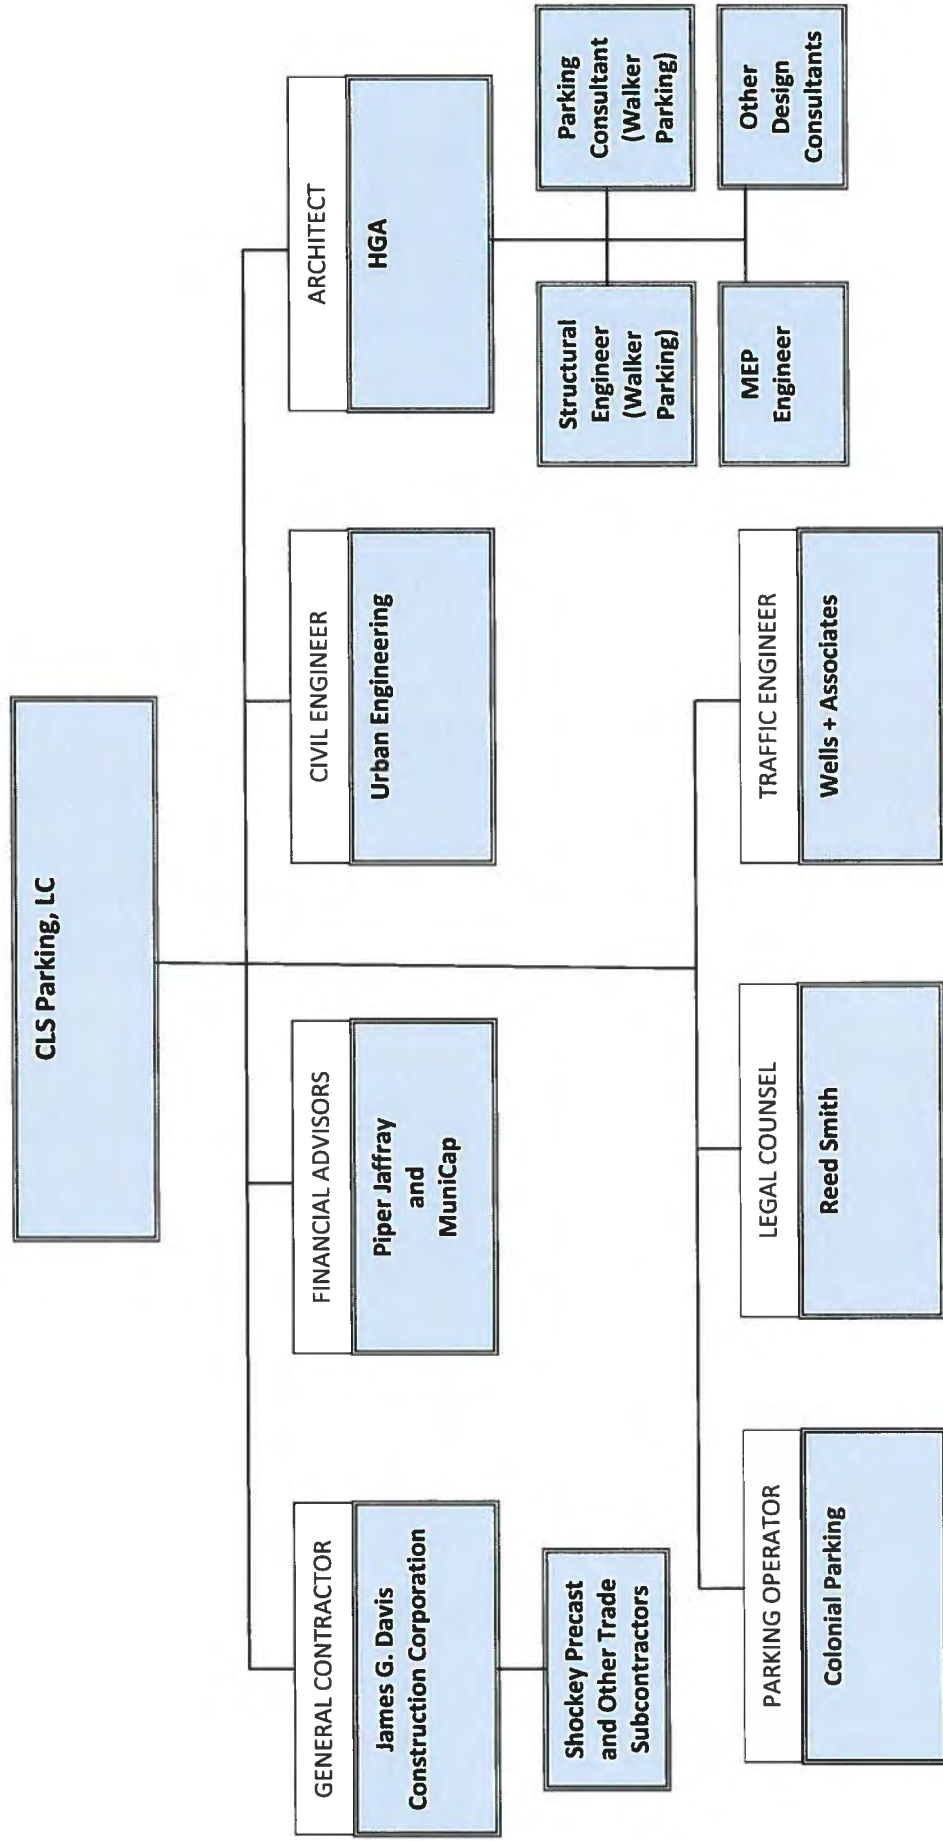 CLS Parking, LC
GENERAL CONTRACTOR
James G. Davis
Construction Corporation
Shockey Precast
and Other Trade
Subcontractors
FINANCIAL ADVISORS
Piper Jaffray
and
MuniCap
CIVIL ENGINEER
Urban Engineering
ARCHITECT
HGA
Structural
Engineer
(Walker
Parking)
Parking
Consultant
(Walker
Parking)
MEP
Engineer
Other
Design
Consultants
PARKING OPERATOR
Colonial Parking
LEGAL COUNSEL
Reed Smith
TRAFFIC ENGINEER
Wells + Associates